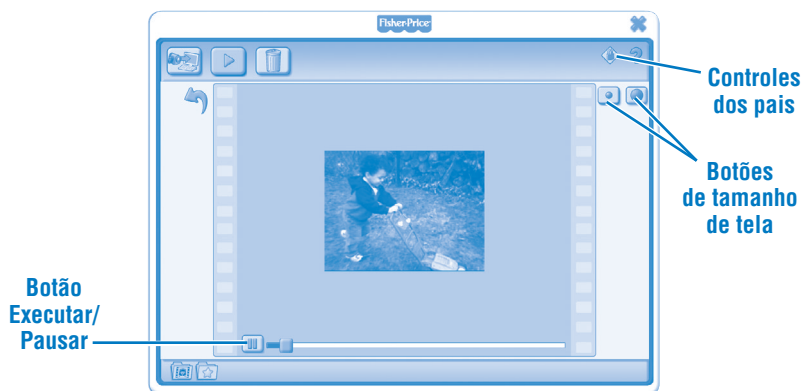 Fisher-Price
?
Controles
dos pais
Botões
de tamanho
de tela
Botão
Executar/
Pausar